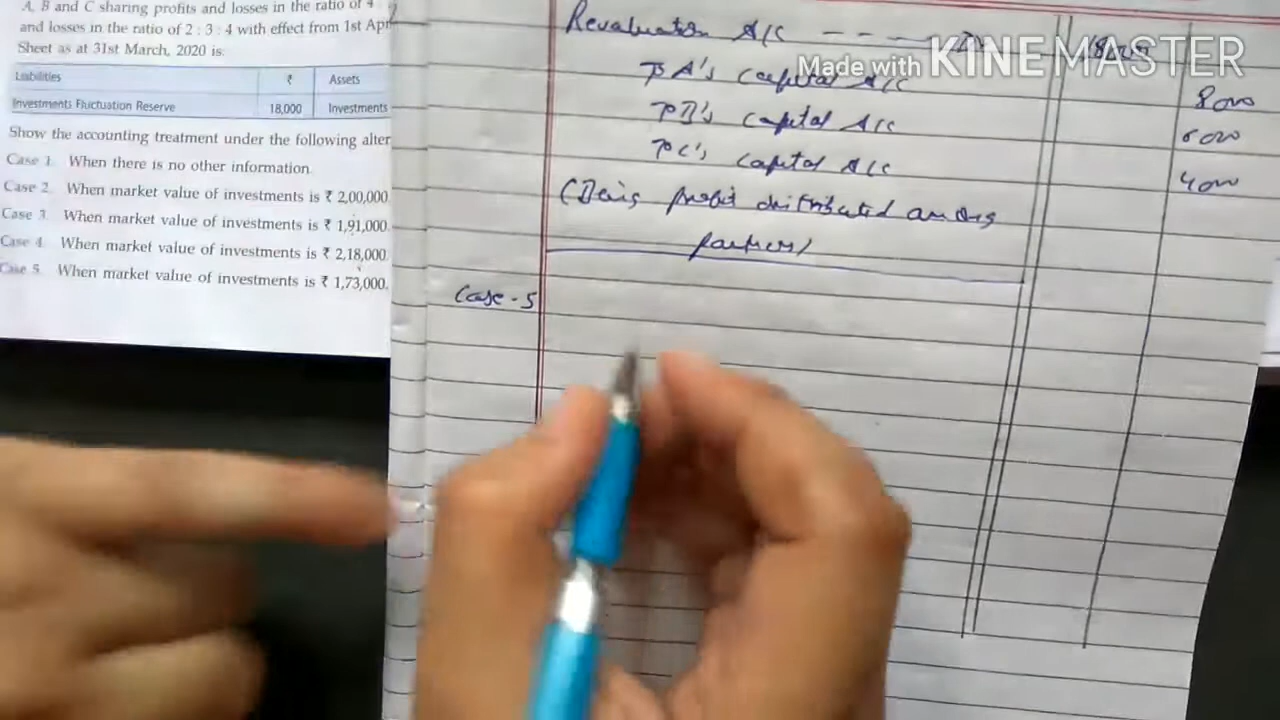 A, B and C sharing profits and losses in the ratio of 4
and losses in the ratio of 2 : 3 : 4 with effect from 1st Apr
Sheet as at 31st March, 2020 is:
Liabilities ₹ Assets
Investments Fluctuation Reserve 18,000 Investments
Show the accounting treatment under the following alter
Case 1. When there is no other information.
Case 2. When market value of investments is ₹ 2,00,000.
Case 3. When market value of investments is ₹ 1,91,000.
Case 4. When market value of investments is ₹ 2,18,000.
Case 5. When market value of investments is ₹ 1,73,000.
Made with KINEMASTER
Revaluation A/c - - - Dr
To A's Capital A/c 8000
To B's Capital A/c 6000
To C's Capital A/c 4000
(Being profit distributed among
partners)
Case-5